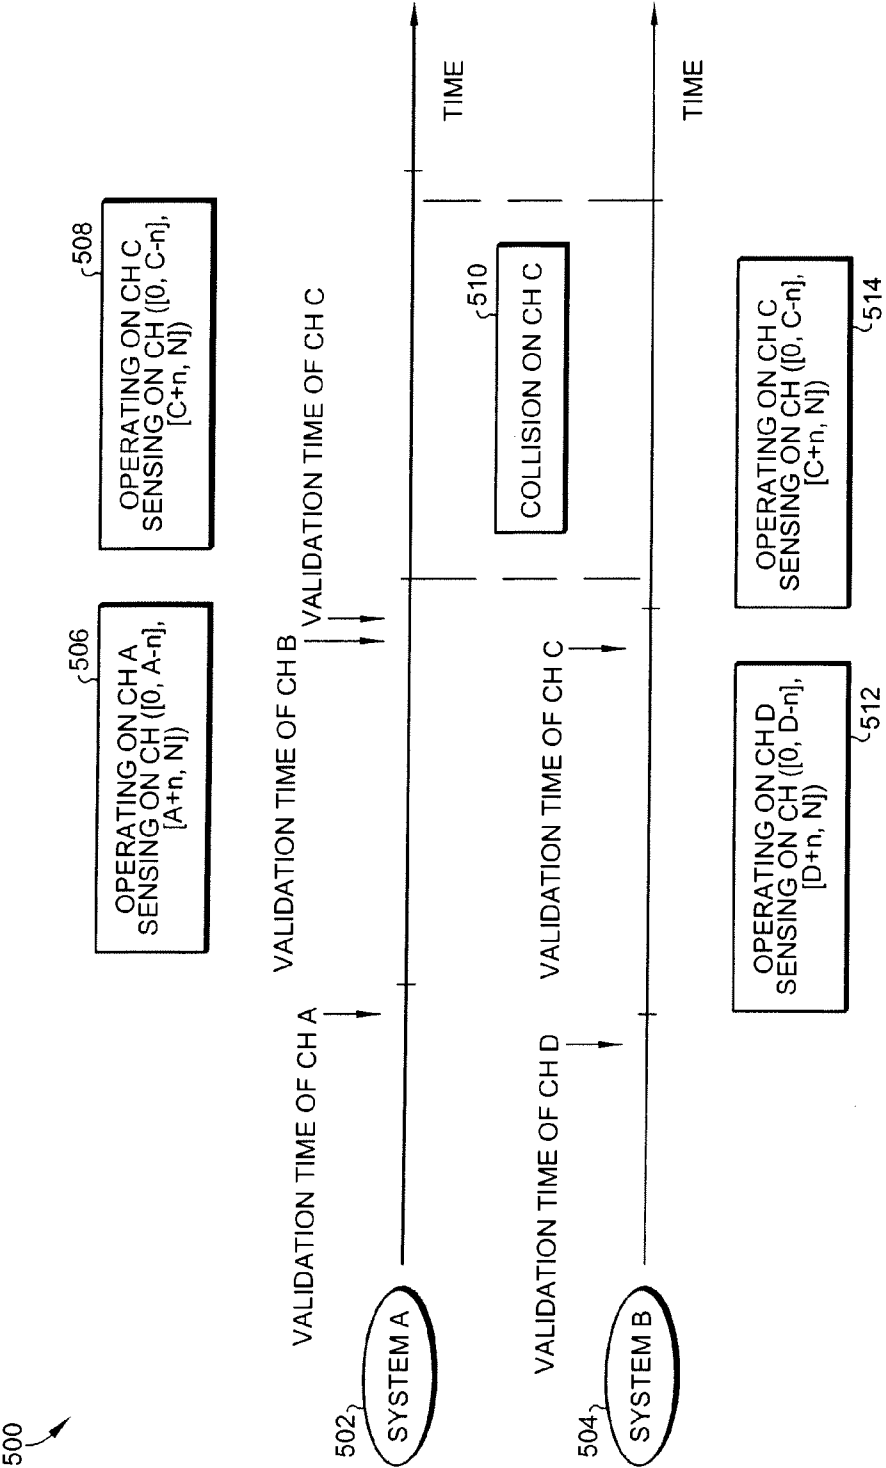 500
506
OPERATING ON CH A
SENSING ON CH ([0, A-n],
[A+n, N])
508
OPERATING ON CH C
SENSING ON CH ([0, C-n],
[C+n, N])
VALIDATION TIME OF CH A
VALIDATION TIME OF CH B
VALIDATION TIME OF CH C
502
SYSTEM A
TIME
510
COLLISION ON CH C
VALIDATION TIME OF CH D
VALIDATION TIME OF CH C
504
SYSTEM B
TIME
OPERATING ON CH D
SENSING ON CH ([0, D-n],
[D+n, N])
512
OPERATING ON CH C
SENSING ON CH ([0, C-n],
[C+n, N])
514